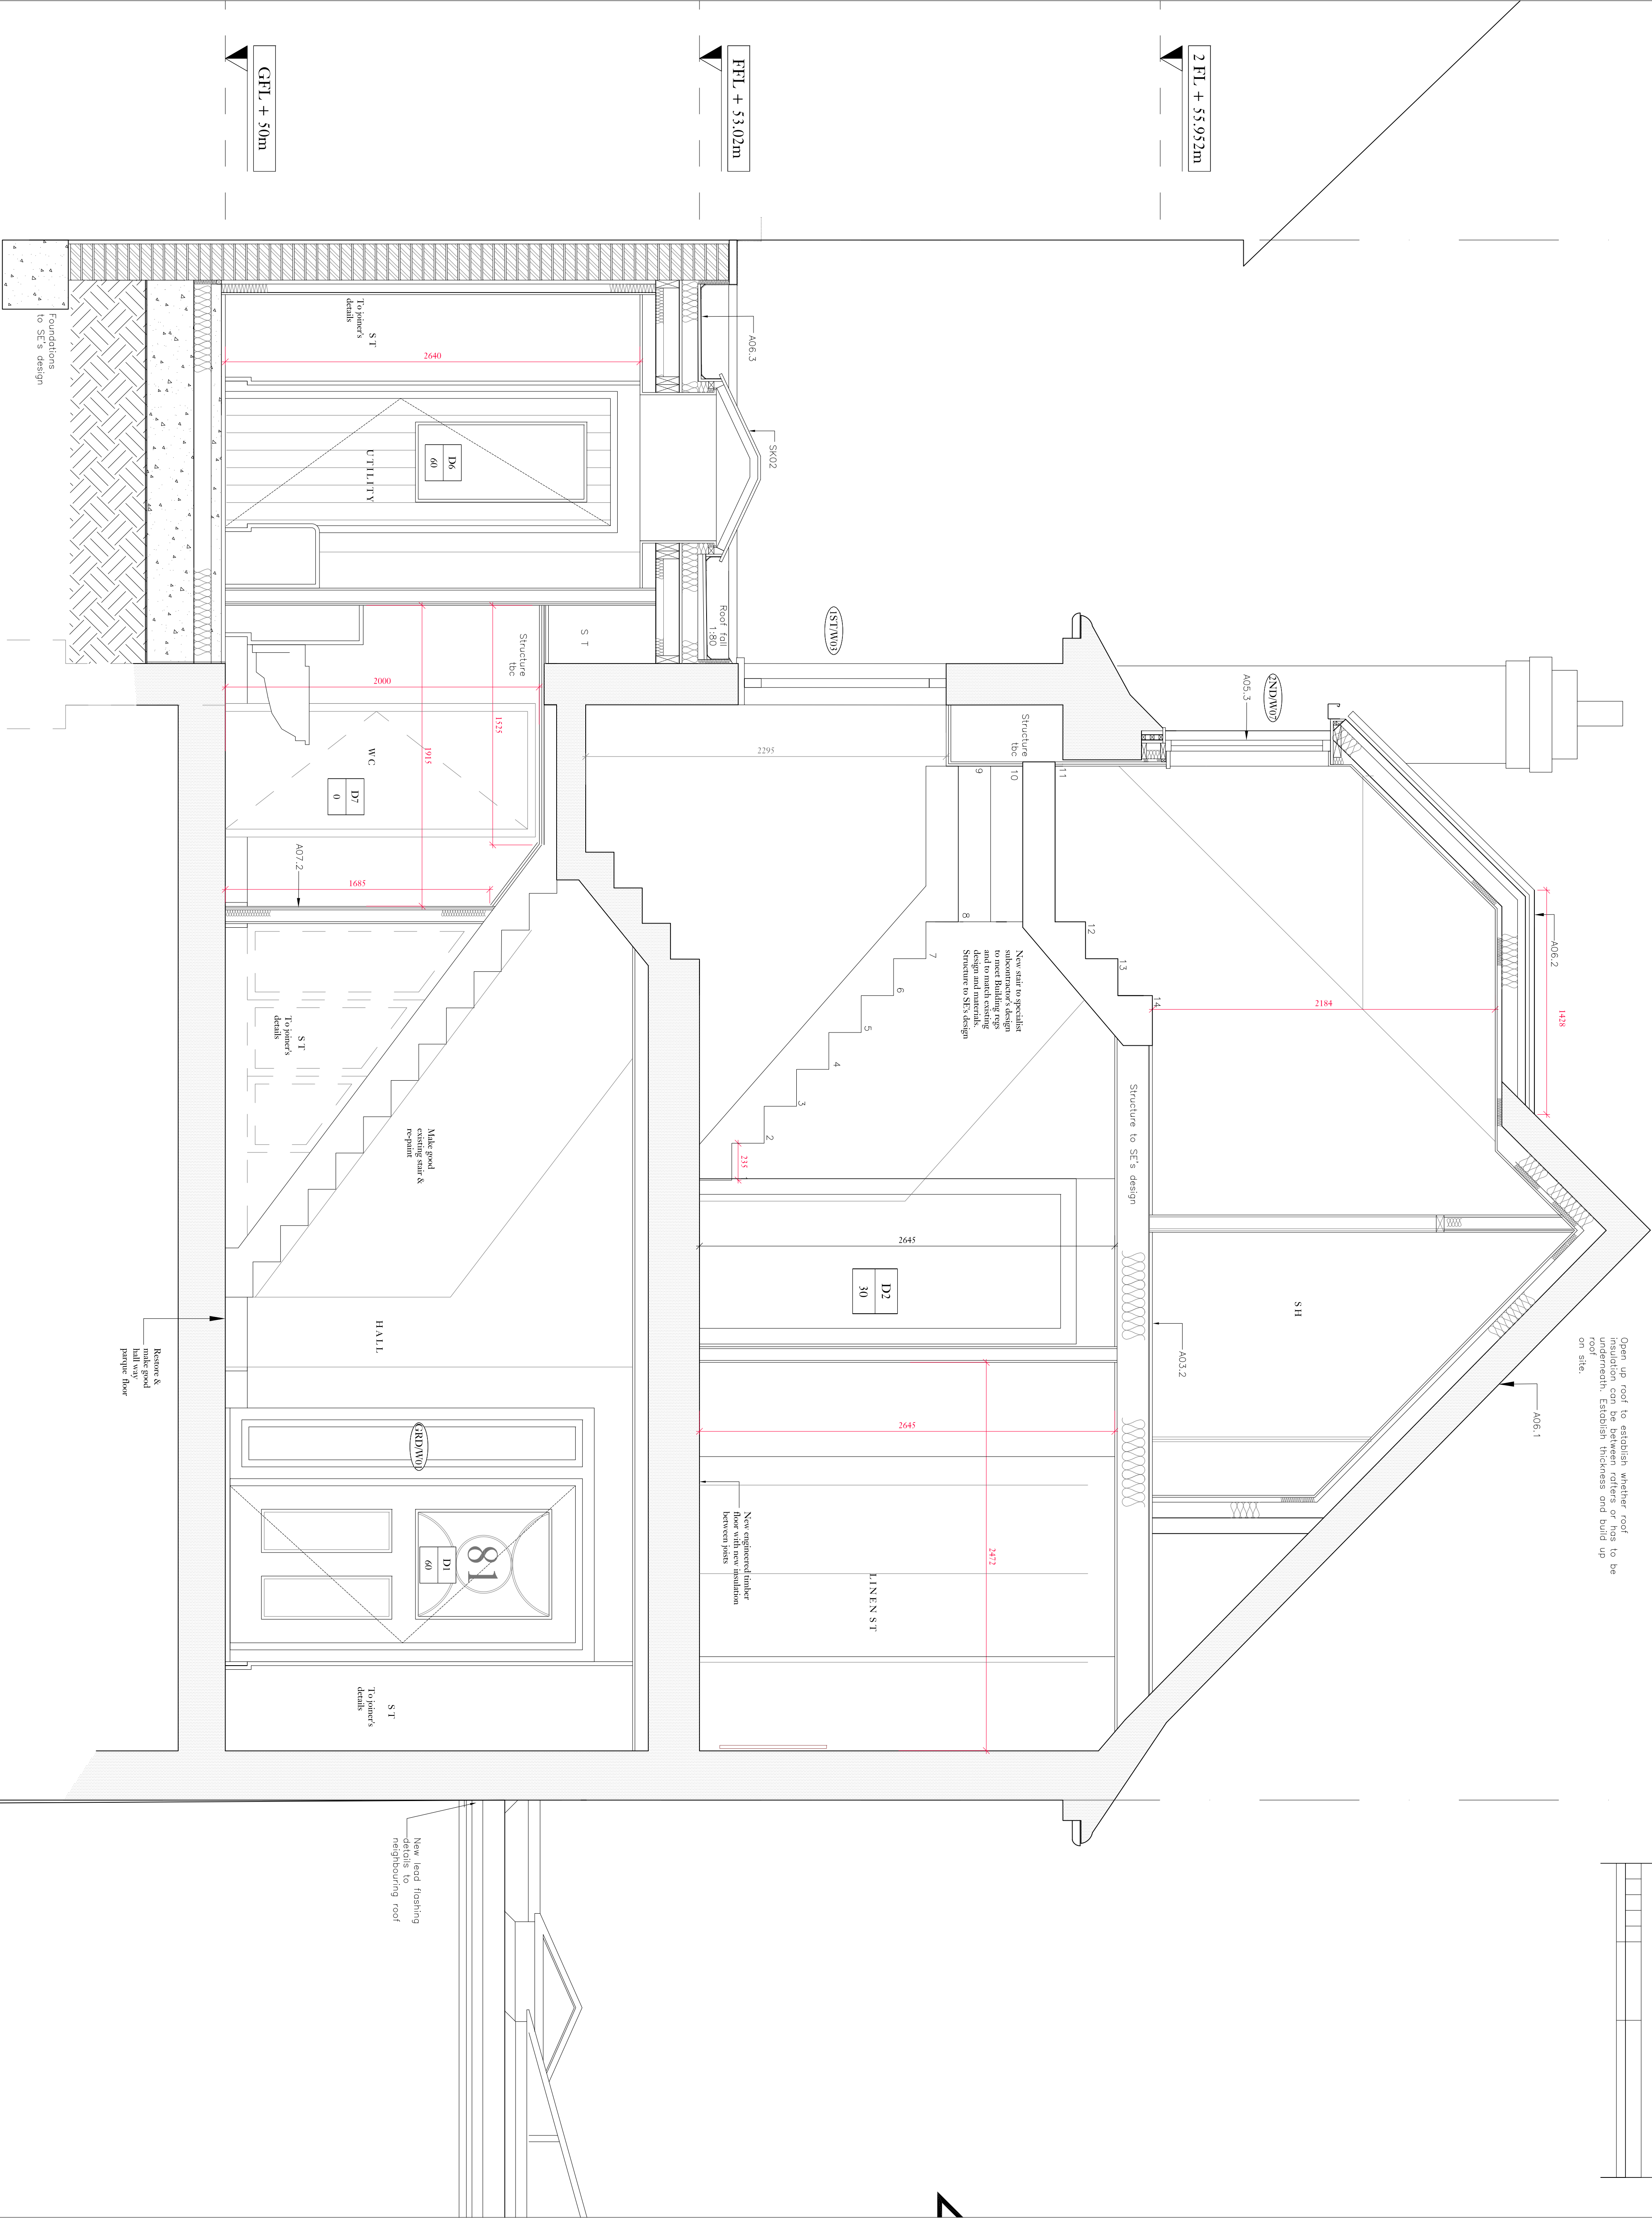 2 FL + 55.952m
FFL + 53.02m
GFL + 50m
Open up roof to establish whether roof
insulation can be between rafters or has to be
underneath. Establish thickness and build up
roof
on site.
A06.1
A06.2
1428
2ND/W07
A05.3
2184
SH
A03.2
Structure to SE's design
11
12
13
14
10
9
8
7
6
5
4
3
2
235
Structure
tbc
New stair to specialist
subcontractor's design
to meet Building regs
and to match existing
design and materials.
Structure to SE's design
2295
1ST/W03
2645
D2
30
2645
2472
LINEN ST
New engineered timber
floor with new insulation
between joists
SK02
A06.3
Roof fall
1:80
S T
Structure
tbc
S T
To joiner's
details
2640
UTILITY
D6
60
2000
1525
1915
WC
D7
0
A07.2
1685
S T
To joiner's
details
Make good
existing stair &
re-paint
HALL
GRD/W01
81
D1
60
S T
To joiner's
details
Restore &
make good
hall way
parque' floor
New lead flashing
details to
neighbouring roof
Foundations
to SE's design